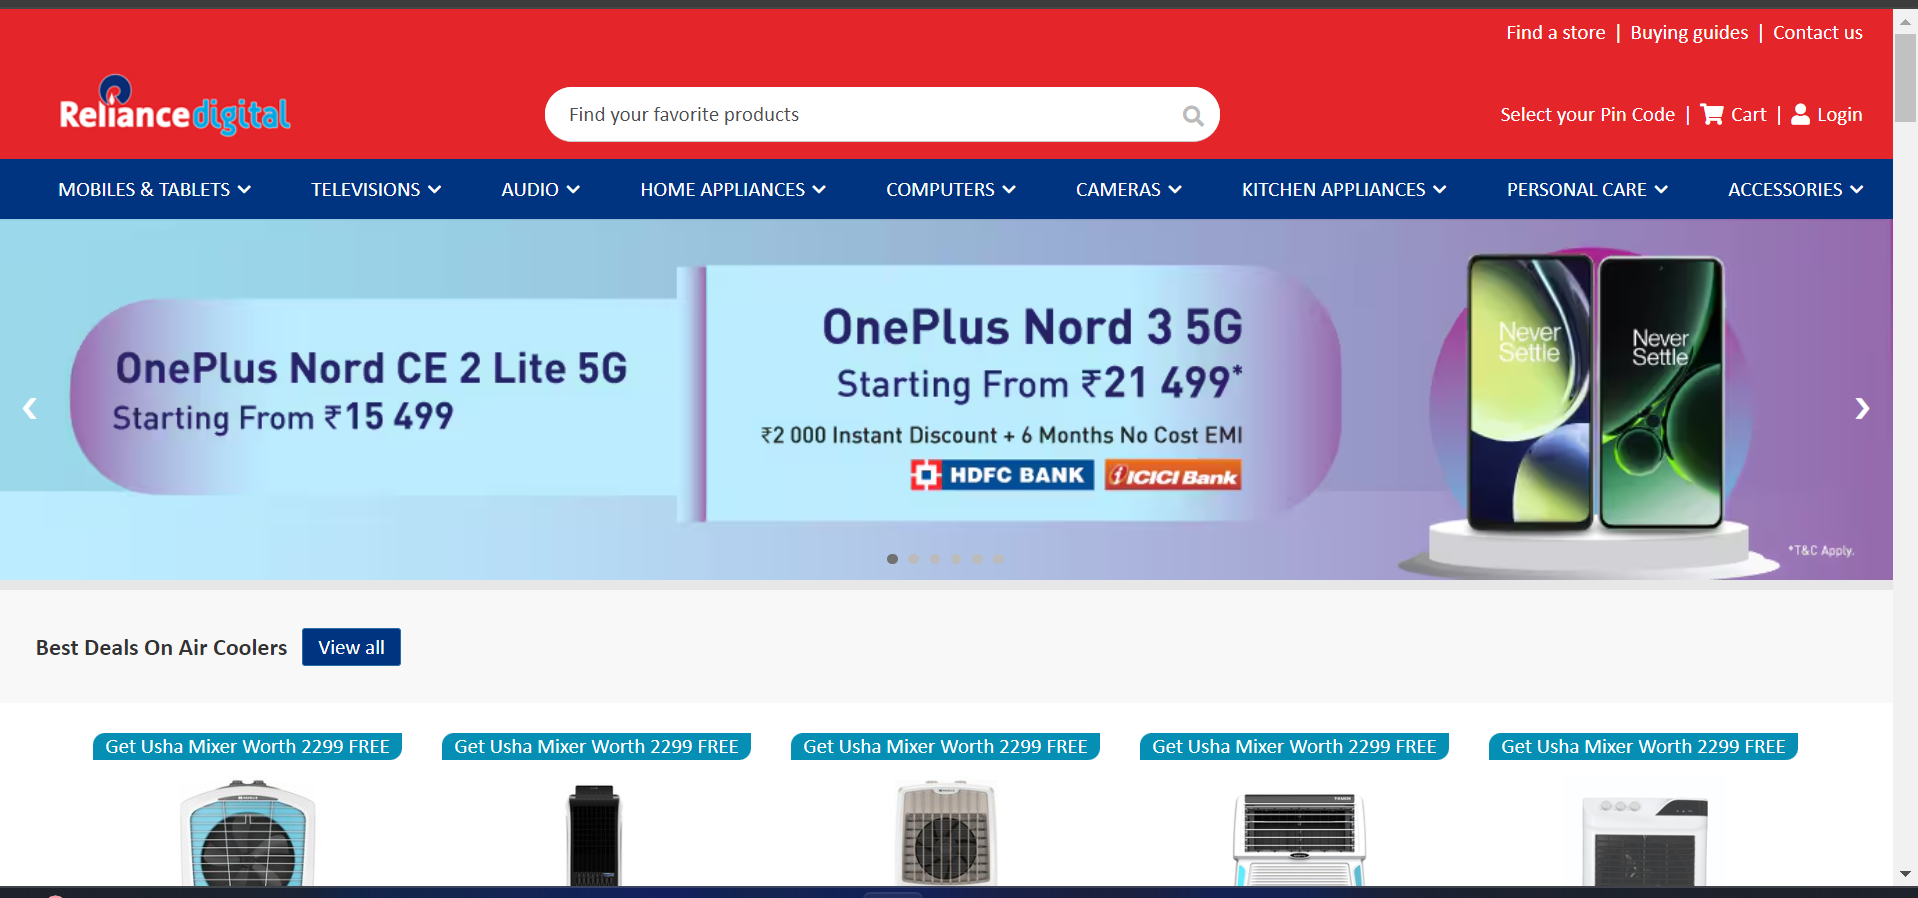 Find a store | Buying guides | Contact us
Reliance digital
Find your favorite products
Select your Pin Code | Cart | Login
MOBILES & TABLETS
TELEVISIONS
AUDIO
HOME APPLIANCES
COMPUTERS
CAMERAS
KITCHEN APPLIANCES
PERSONAL CARE
ACCESSORIES
OnePlus Nord CE 2 Lite 5G
Starting From ₹15 499
OnePlus Nord 3 5G
Starting From ₹21 499*
₹2 000 Instant Discount + 6 Months No Cost EMI
HDFC BANK
ICICI Bank
Never
Settle
Never
Settle
*T&C Apply.
Best Deals On Air Coolers
View all
Get Usha Mixer Worth 2299 FREE
Get Usha Mixer Worth 2299 FREE
Get Usha Mixer Worth 2299 FREE
Get Usha Mixer Worth 2299 FREE
Get Usha Mixer Worth 2299 FREE